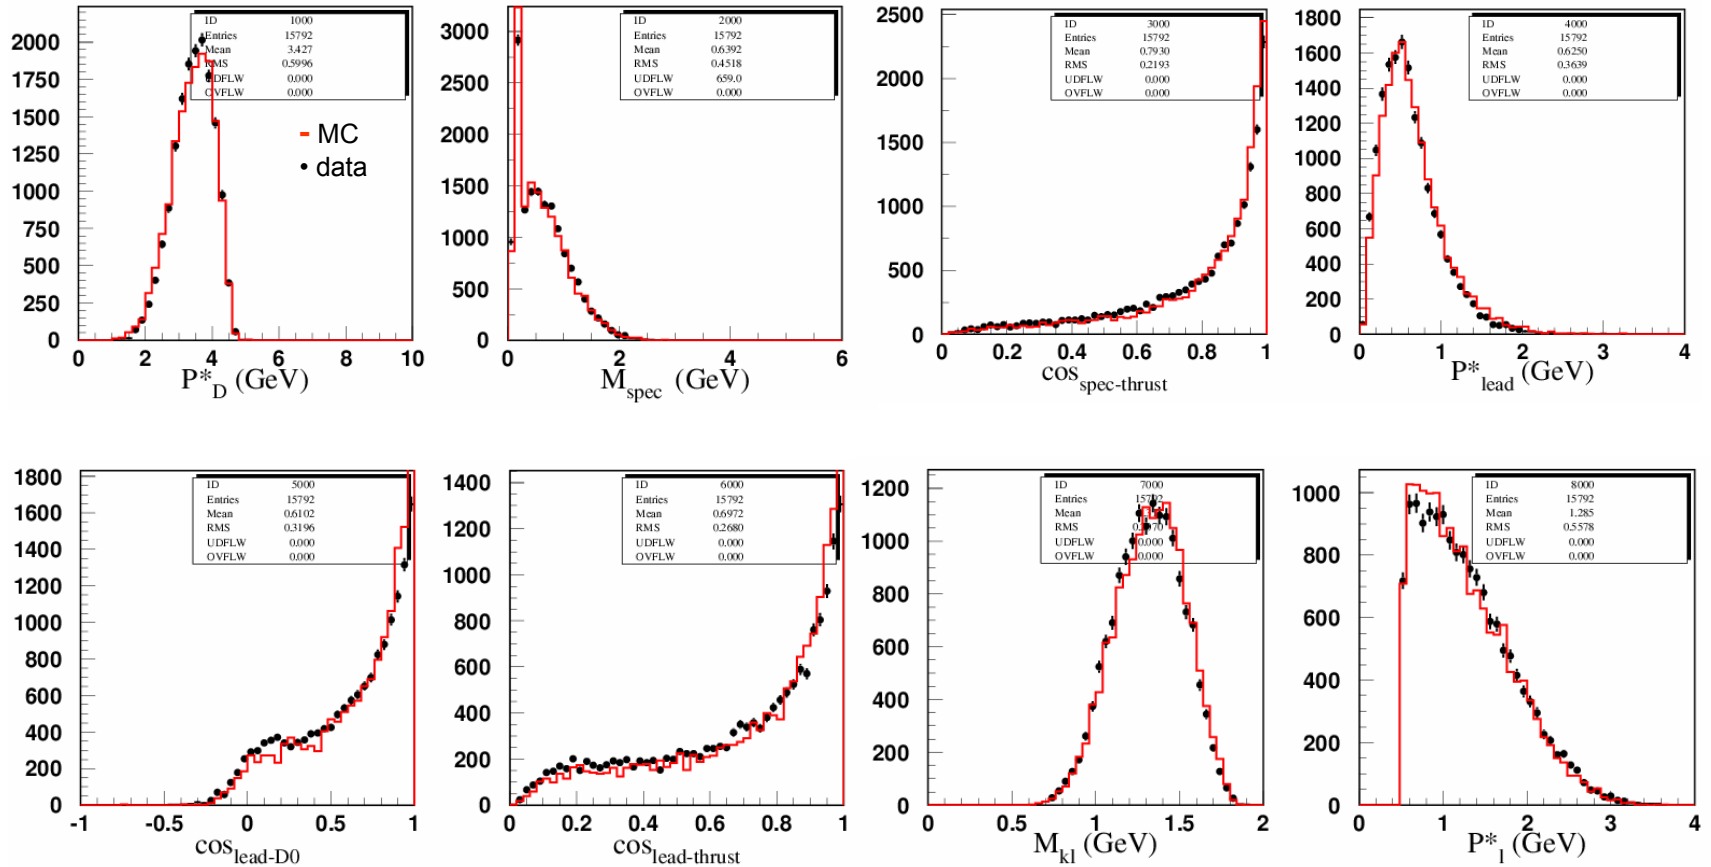 ID 1000
Entries 15792
Mean 3.427
RMS 0.5996
UDFLW 0.000
OVFLW 0.000
MC
data
2000
1750
1500
1250
1000
750
500
250
0
0 2 4 6 8 10
P*D (GeV)
ID 2000
Entries 15792
Mean 0.6392
RMS 0.4518
UDFLW 659.0
OVFLW 0.000
3000
2500
2000
1500
1000
500
0
0 2 4 6
Mspec (GeV)
ID 3000
Entries 15792
Mean 0.7930
RMS 0.2193
UDFLW 0.000
OVFLW 0.000
2500
2000
1500
1000
500
0
0 0.2 0.4 0.6 0.8 1
cosspec-thrust
ID 4000
Entries 15792
Mean 0.6250
RMS 0.3639
UDFLW 0.000
OVFLW 0.000
1800
1600
1400
1200
1000
800
600
400
200
0
0 1 2 3 4
P*lead (GeV)
ID 5000
Entries 15792
Mean 0.6102
RMS 0.3196
UDFLW 0.000
OVFLW 0.000
1800
1600
1400
1200
1000
800
600
400
200
0
-1 -0.5 0 0.5 1
coslead-D0
ID 6000
Entries 15792
Mean 0.6972
RMS 0.2680
UDFLW 0.000
OVFLW 0.000
1400
1200
1000
800
600
400
200
0
0 0.2 0.4 0.6 0.8 1
coslead-thrust
ID 7000
Entries 15792
Mean
RMS
UDFLW 0.000
OVFLW 0.000
1200
1000
800
600
400
200
0
0 0.5 1 1.5 2
Mkl (GeV)
ID 8000
Entries 15792
Mean 1.285
RMS 0.5578
UDFLW 0.000
OVFLW 0.000
1000
800
600
400
200
0
0 1 2 3 4
P*l (GeV)